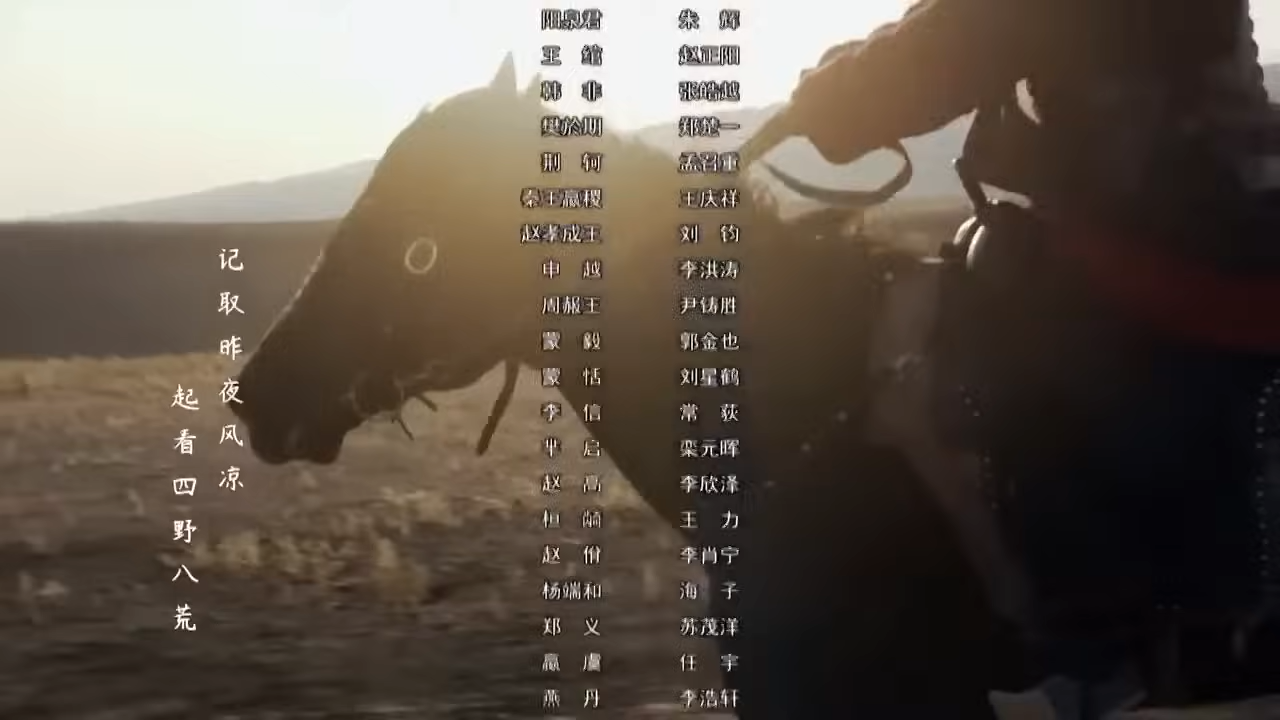 阳泉君 朱辉
王绾 赵正阳
韩非 张皓越
樊於期 郑楚一
荆轲 孟召重
秦王嬴稷 王庆祥
赵孝成王 刘钧
申越 李洪涛
周赧王 尹铸胜
蒙毅 郭金也
蒙恬 刘星鹤
李信 常荻
芈启 栾元晖
赵高 李欣泽
桓齮 王力
赵佾 李肖宁
杨端和 海子
郑义 苏茂洋
嬴虞 任宇
燕丹 李浩轩
记取昨夜风凉
起看四野八荒